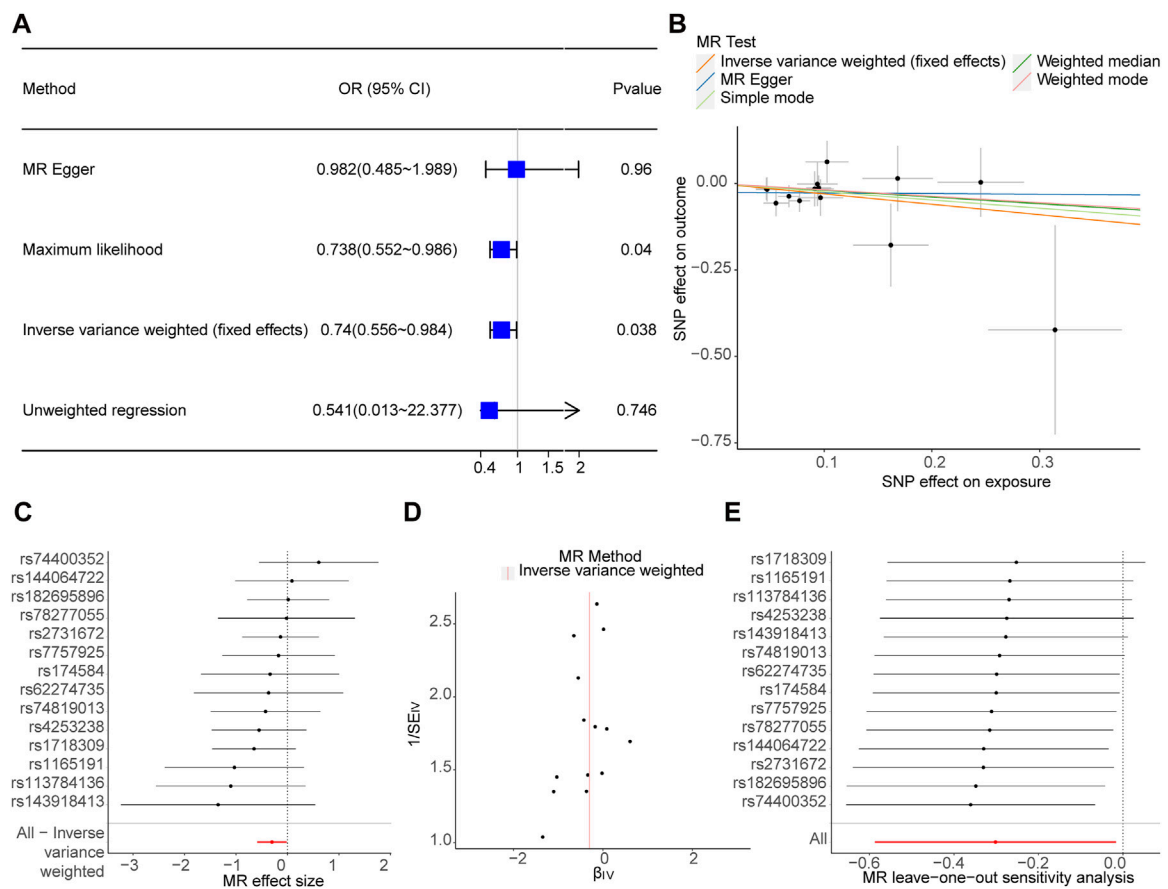 A
Method OR (95% CI) Pvalue
MR Egger 0.982(0.485~1.989) 0.96
Maximum likelihood 0.738(0.552~0.986) 0.04
Inverse variance weighted (fixed effects) 0.74(0.556~0.984) 0.038
Unweighted regression 0.541(0.013~22.377) 0.746
0.4 1 1.5 2
B
MR Test
Inverse variance weighted (fixed effects) Weighted median
MR Egger Weighted mode
Simple mode
SNP effect on outcome
0.00
−0.25
−0.50
−0.75
0.1 0.2 0.3
SNP effect on exposure
C
rs74400352
rs144064722
rs182695896
rs78277055
rs2731672
rs7757925
rs174584
rs62274735
rs74819013
rs4253238
rs1718309
rs1165191
rs113784136
rs143918413
All − Inverse
variance
weighted
−3 −2 −1 0 1 2
MR effect size
D
MR Method
Inverse variance weighted
1/SEIV
2.5
2.0
1.5
1.0
−2 0 2
βIV
E
rs1718309
rs1165191
rs113784136
rs4253238
rs143918413
rs74819013
rs62274735
rs174584
rs7757925
rs78277055
rs144064722
rs2731672
rs182695896
rs74400352
All
−0.6 −0.4 −0.2 0.0
MR leave−one−out sensitivity analysis